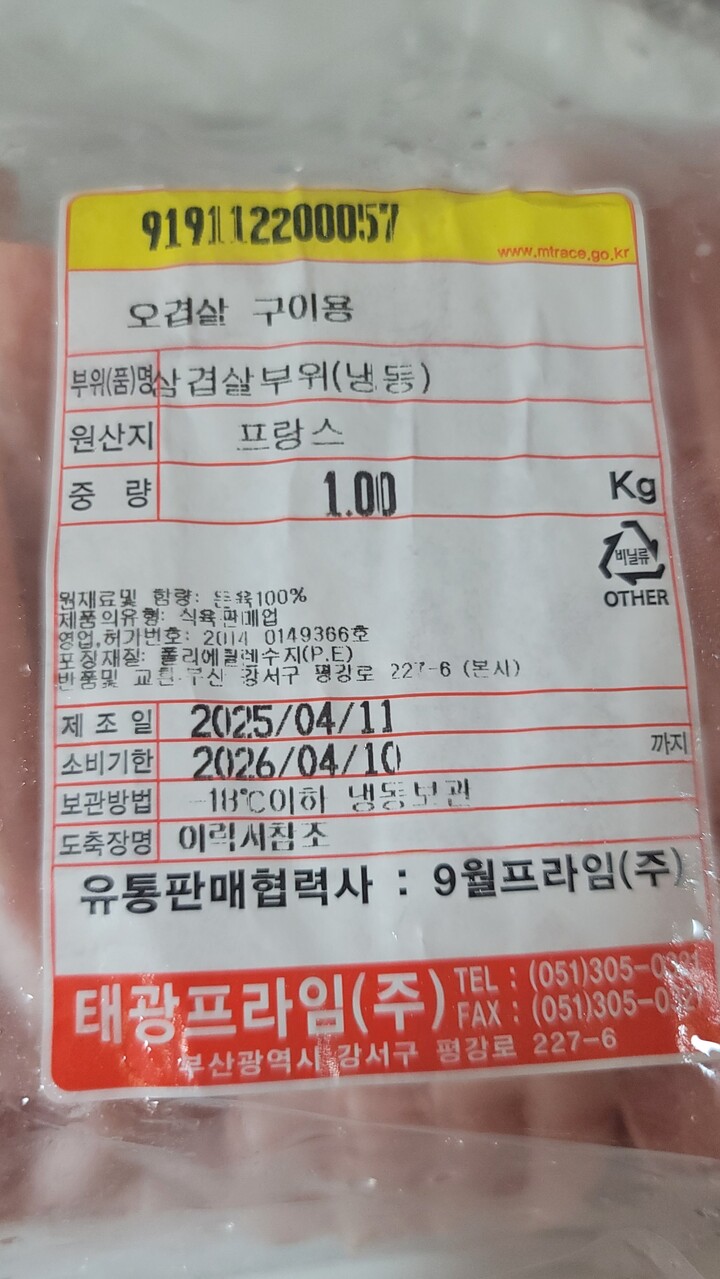 919112200057
www.mtrace.go.kr
오겹살 구이용
부위(품)명 삼겹살부위(냉동)
원산지 프랑스
중 량 1.00 Kg
비닐류
OTHER
원재료및 함량: 돈육100%
제품의유형: 식육판매업
영업,허가번호: 2014 0149366호
포장재질: 폴리에틸렌수지(P.E)
반품및 교환:부산 강서구 평강로 227-6 (본사)
제조일 2025/04/11
소비기한 2026/04/10 까지
보관방법 -18℃이하 냉동보관
도축장명 이력서참조
유통판매협력사 : 9월프라임(주)
태광프라임(주)
TEL : (051)305-
FAX : (051)305-
부산광역시 강서구 평강로 227-6